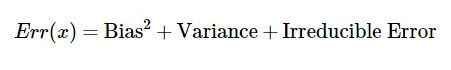 Err(x) = Bias² + Variance + Irreducible Error